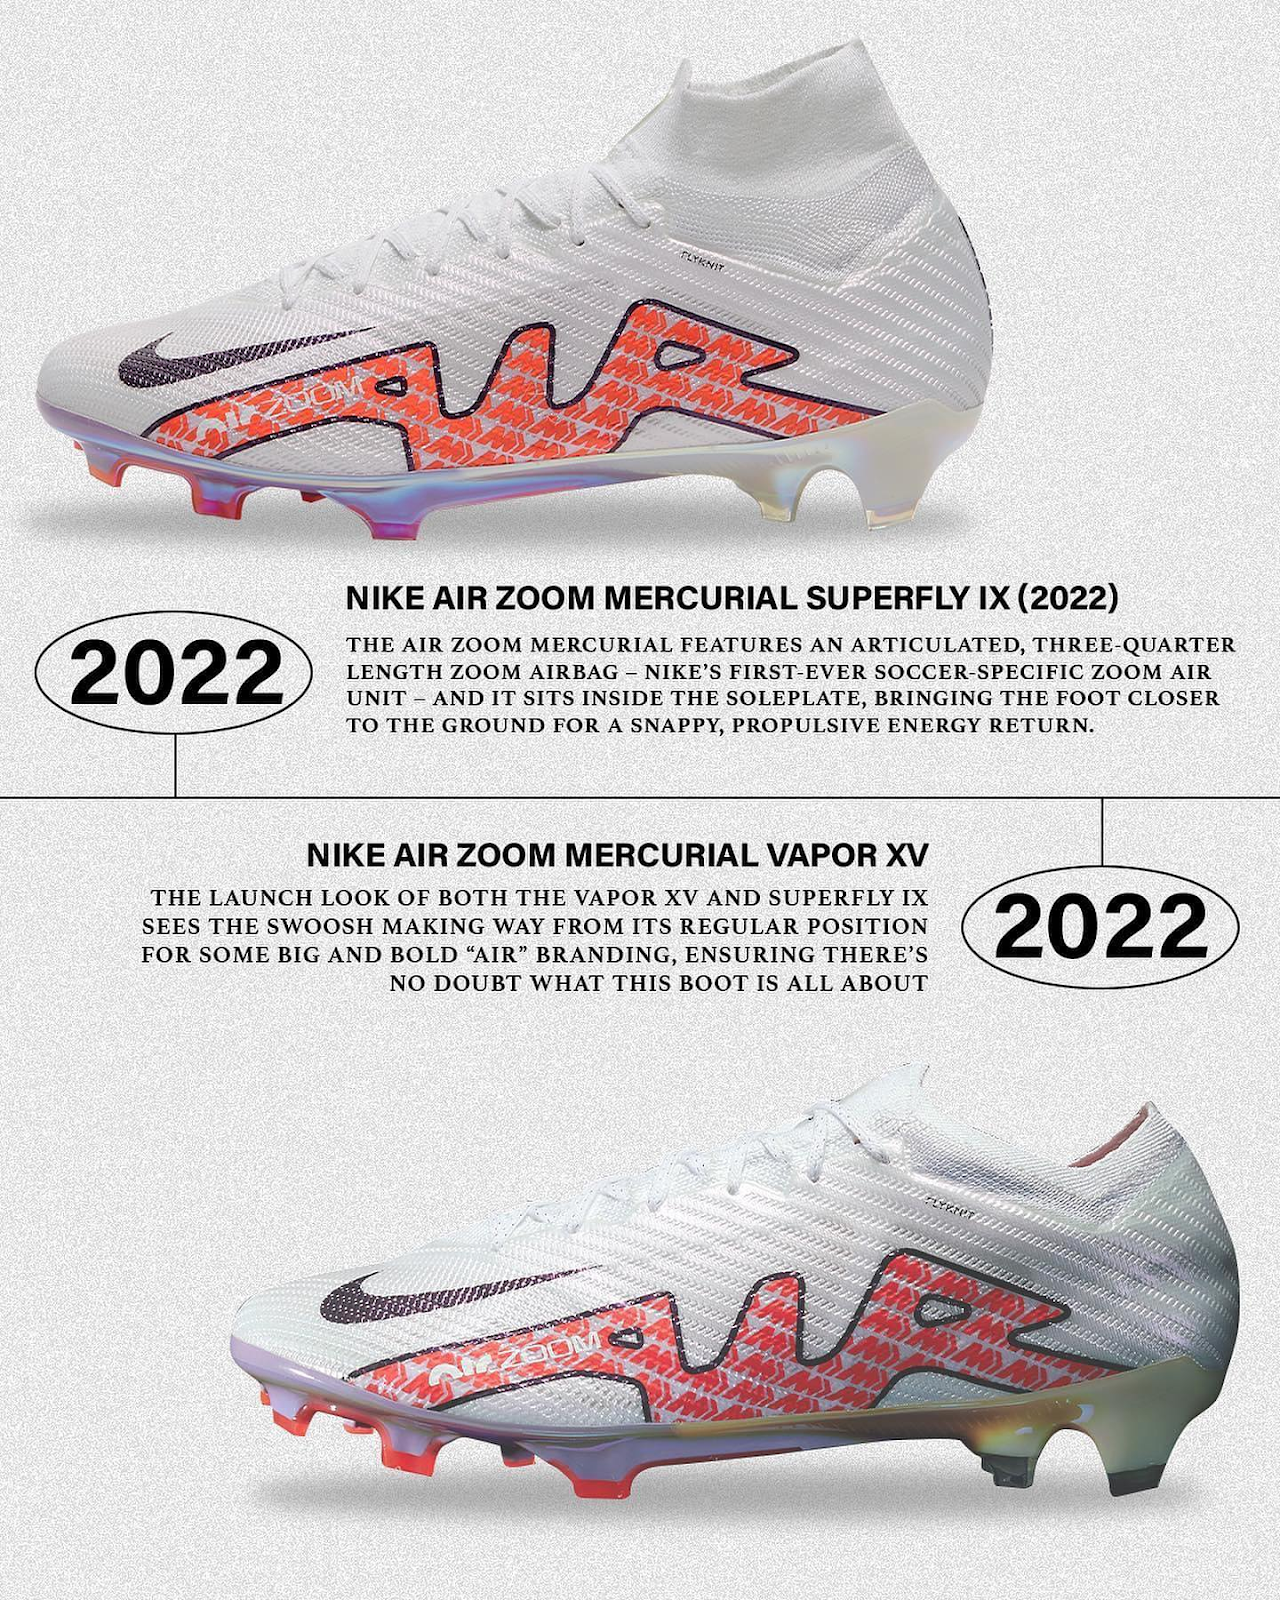 FLYKNIT
AIR
air ZOOM
NIKE AIR ZOOM MERCURIAL SUPERFLY IX (2022)
2022
THE AIR ZOOM MERCURIAL FEATURES AN ARTICULATED, THREE-QUARTER
LENGTH ZOOM AIRBAG – NIKE’S FIRST-EVER SOCCER-SPECIFIC ZOOM AIR
UNIT – AND IT SITS INSIDE THE SOLEPLATE, BRINGING THE FOOT CLOSER
TO THE GROUND FOR A SNAPPY, PROPULSIVE ENERGY RETURN.
NIKE AIR ZOOM MERCURIAL VAPOR XV
2022
THE LAUNCH LOOK OF BOTH THE VAPOR XV AND SUPERFLY IX
SEES THE SWOOSH MAKING WAY FROM ITS REGULAR POSITION
FOR SOME BIG AND BOLD “AIR” BRANDING, ENSURING THERE’S
NO DOUBT WHAT THIS BOOT IS ALL ABOUT
FLYKNIT
AIR
air ZOOM